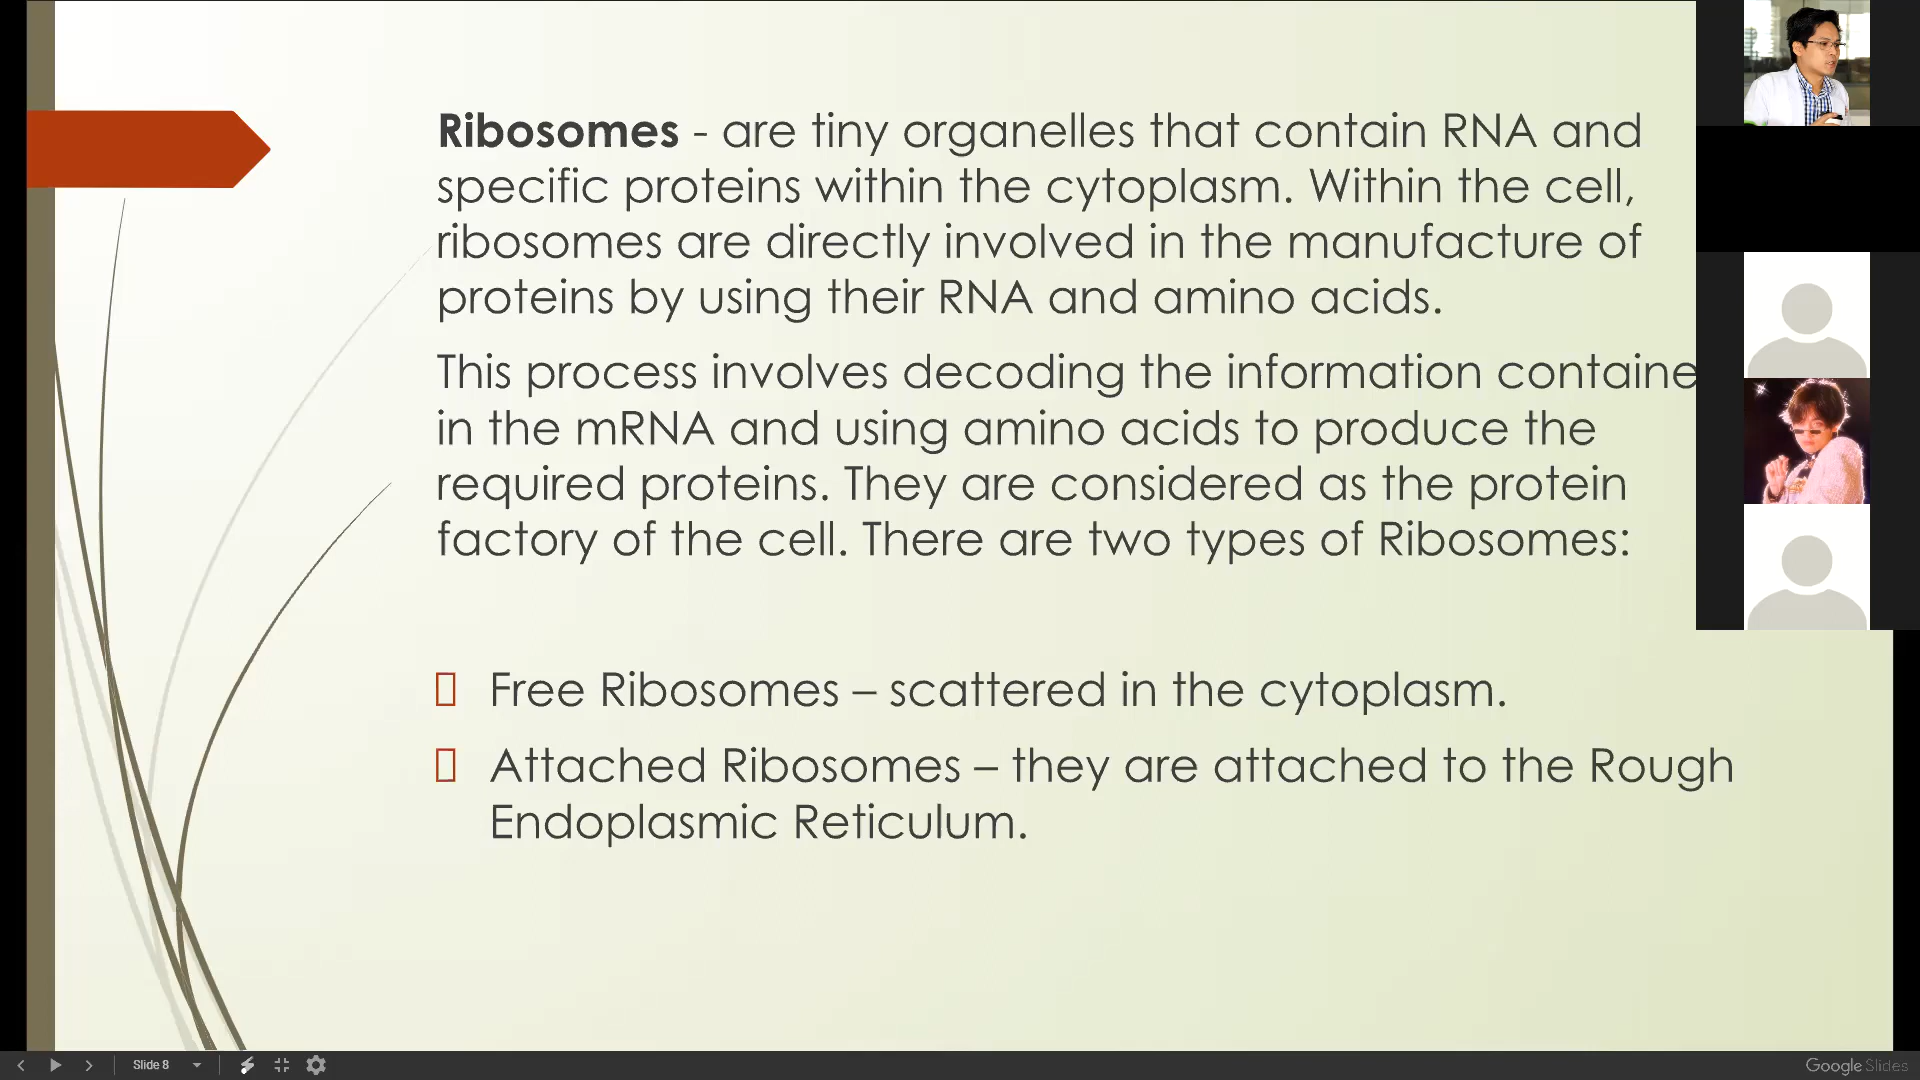 Ribosomes - are tiny organelles that contain RNA and
specific proteins within the cytoplasm. Within the cell,
ribosomes are directly involved in the manufacture of
proteins by using their RNA and amino acids.
This process involves decoding the information containe
in the mRNA and using amino acids to produce the
required proteins. They are considered as the protein
factory of the cell. There are two types of Ribosomes:
Free Ribosomes – scattered in the cytoplasm.
Attached Ribosomes – they are attached to the Rough
Endoplasmic Reticulum.
Slide 8
Google Slides